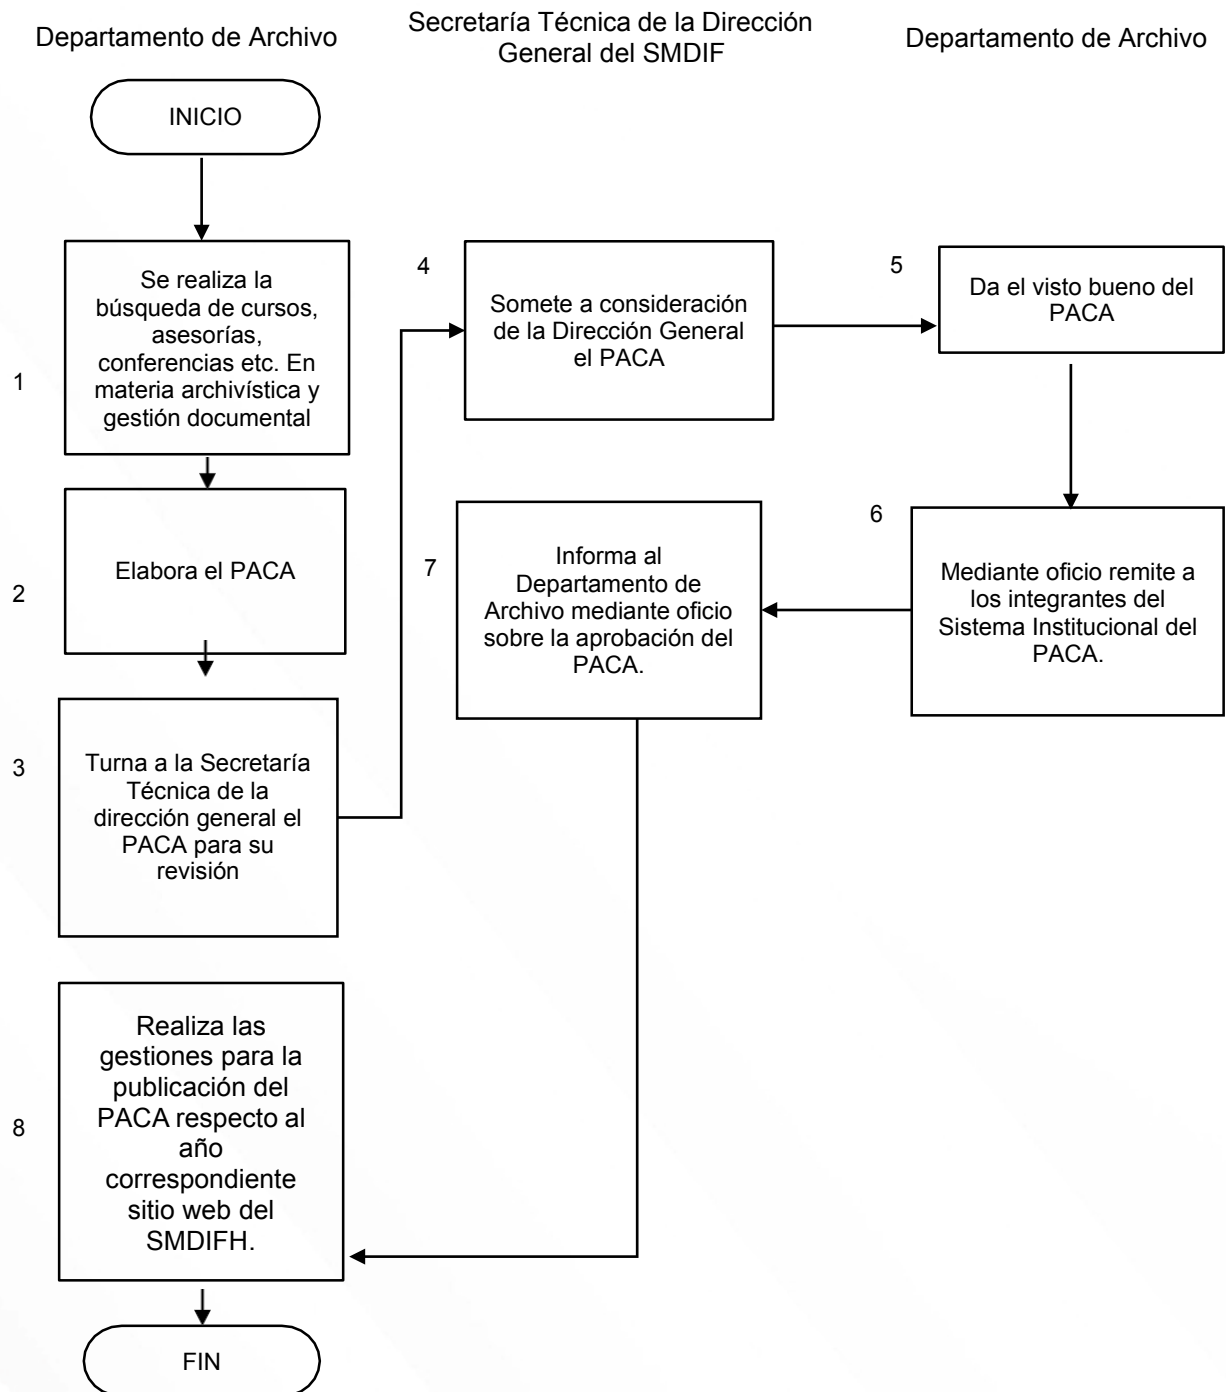 Departamento de Archivo
Secretaría Técnica de la Dirección
General del SMDIF
Departamento de Archivo
INICIO
1
Se realiza la
búsqueda de cursos,
asesorías,
conferencias etc. En
materia archivística y
gestión documental
2
Elabora el PACA
3
Turna a la Secretaría
Técnica de la
dirección general el
PACA para su
revisión
4
Somete a consideración
de la Dirección General
el PACA
5
Da el visto bueno del
PACA
6
Mediante oficio remite a
los integrantes del
Sistema Institucional del
PACA.
7
Informa al
Departamento de
Archivo mediante oficio
sobre la aprobación del
PACA.
8
Realiza las
gestiones para la
publicación del
PACA respecto al
año
correspondiente
sitio web del
SMDIFH.
FIN